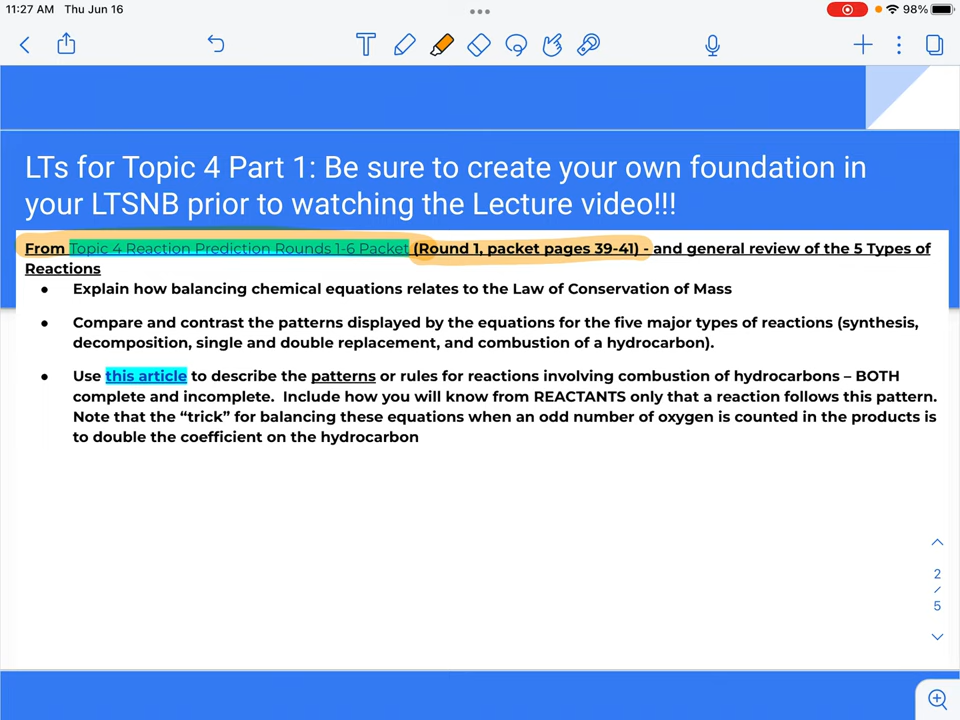 11:27 AM Thu Jun 16
98%
LTs for Topic 4 Part 1: Be sure to create your own foundation in
your LTSNB prior to watching the Lecture video!!!
From Topic 4 Reaction Prediction Rounds 1-6 Packet (Round 1, packet pages 39-41) - and general review of the 5 Types of
Reactions
● Explain how balancing chemical equations relates to the Law of Conservation of Mass
● Compare and contrast the patterns displayed by the equations for the five major types of reactions (synthesis,
decomposition, single and double replacement, and combustion of a hydrocarbon).
● Use this article to describe the patterns or rules for reactions involving combustion of hydrocarbons – BOTH
complete and incomplete. Include how you will know from REACTANTS only that a reaction follows this pattern.
Note that the “trick” for balancing these equations when an odd number of oxygen is counted in the products is
to double the coefficient on the hydrocarbon
2
/
5